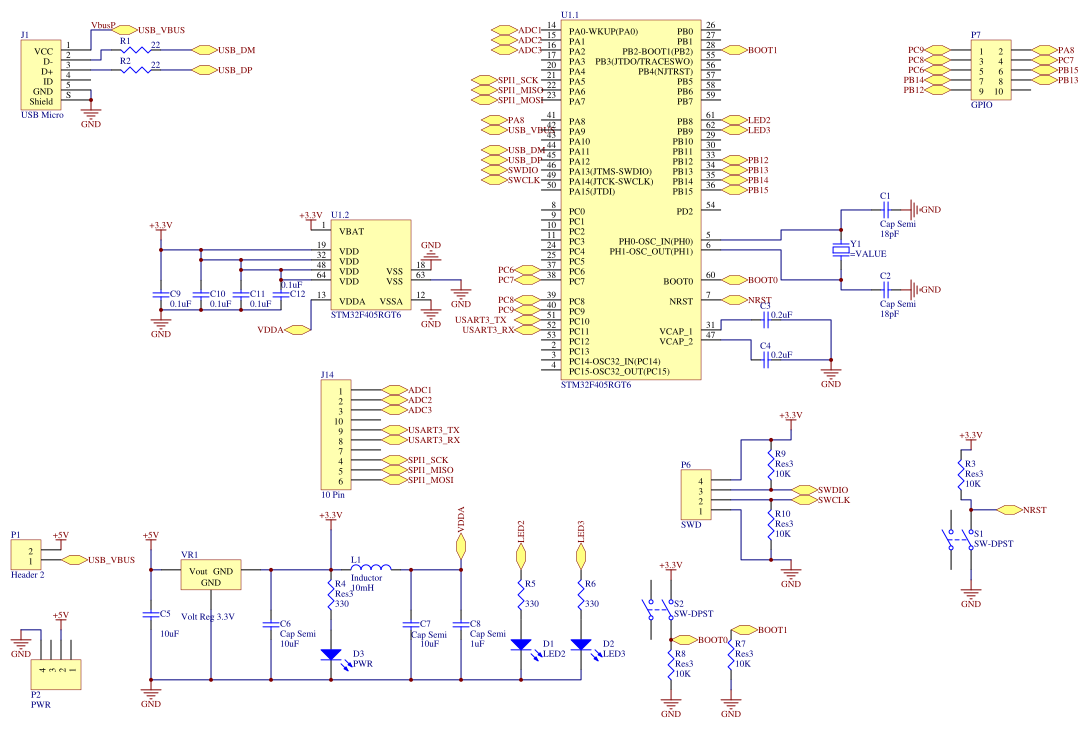 J1
VCC
D-
D+
ID
GND
Shield
1
2
3
4
5
S
USB Micro
GND
VbusP
USB_VBUS
R1
22
USB_DM
R2
22
USB_DP
U1.1
ADC1 14 PA0-WKUP(PA0)
ADC2 15 PA1
ADC3 16 PA2
17 PA3
20 PA4
SPI1_SCK 21 PA5
SPI1_MISO 22 PA6
SPI1_MOSI 23 PA7
PA8 41 PA8
USB_VBUS 42 PA9
43 PA10
USB_DM 44 PA11
USB_DP 45 PA12
SWDIO 46 PA13(JTMS-SWDIO)
SWCLK 49 PA14(JTCK-SWCLK)
50 PA15(JTDI)
8 PC0
9 PC1
10 PC2
11 PC3
24 PC4
25 PC5
PC6 37 PC6
PC7 38 PC7
PC8 39 PC8
PC9 40 PC9
USART3_TX 51 PC10
USART3_RX 52 PC11
53 PC12
2 PC13
3 PC14-OSC32_IN(PC14)
4 PC15-OSC32_OUT(PC15)
STM32F405RGT6
PB0 26
PB1 27
PB2-BOOT1(PB2) 28 BOOT1
PB3(JTDO/TRACESWO) 55
PB4(NJTRST) 56
PB5 57
PB6 58
PB7 59
PB8 61 LED2
PB9 62 LED3
PB10 29
PB11 30
PB12 33 PB12
PB13 34 PB13
PB14 35 PB14
PB15 36 PB15
PD2 54
PH0-OSC_IN(PH0) 5
PH1-OSC_OUT(PH1) 6
BOOT0 60 BOOT0
NRST 7 NRST
VCAP_1 31
VCAP_2 47
C3
0.2uF
C4
0.2uF
GND
C1
Cap Semi
18pF
GND
Y1
=VALUE
C2
Cap Semi
18pF
GND
P7
PC9 1 2 PA8
PC8 3 4 PC7
PC6 5 6 PB15
PB14 7 8 PB13
PB12 9 10
GPIO
U1.2
+3.3V
1 VBAT
19 VDD
32 VDD
48 VDD
64 VDD
13 VDDA
VSS 18
VSS 63
VSSA 12
STM32F405RGT6
GND
GND
GND
+3.3V
C9
0.1uF
C10
0.1uF
C11
0.1uF
0.1uF
C12
GND
VDDA
J14
1 ADC1
2 ADC2
3 ADC3
10
9 USART3_TX
8 USART3_RX
7
4 SPI1_SCK
5 SPI1_MISO
6 SPI1_MOSI
10 Pin
P6
4
3
2
1
SWD
+3.3V
R9
Res3
10K
SWDIO
SWCLK
R10
Res3
10K
GND
+3.3V
R3
Res3
10K
NRST
S1
SW-DPST
GND
P1
2
1
Header 2
+5V
USB_VBUS
+5V
GND
4 3 2 1
P2
PWR
+5V
VR1
Vout GND
GND
Volt Reg 3.3V
C5
10uF
GND
C6
Cap Semi
10uF
+3.3V
R4
Res3
330
D3
PWR
L1
Inductor
10mH
C7
Cap Semi
10uF
VDDA
C8
Cap Semi
1uF
LED2
R5
330
D1
LED2
LED3
R6
330
D2
LED3
+3.3V
S2
SW-DPST
BOOT0
R8
Res3
10K
GND
BOOT1
R7
Res3
10K
GND